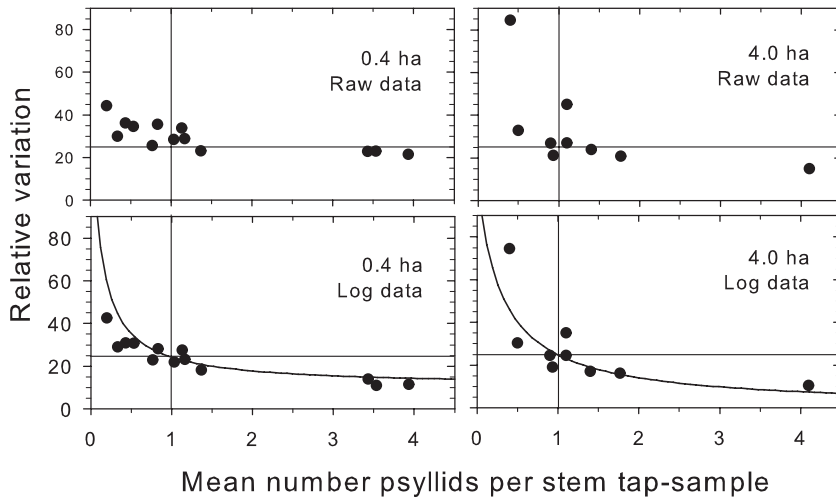 80
60
40
20
0
0.4 ha
Raw data
4.0 ha
Raw data
80
60
40
20
0
0.4 ha
Log data
4.0 ha
Log data
0 1 2 3 4
0 1 2 3 4
Relative variation
Mean number psyllids per stem tap-sample